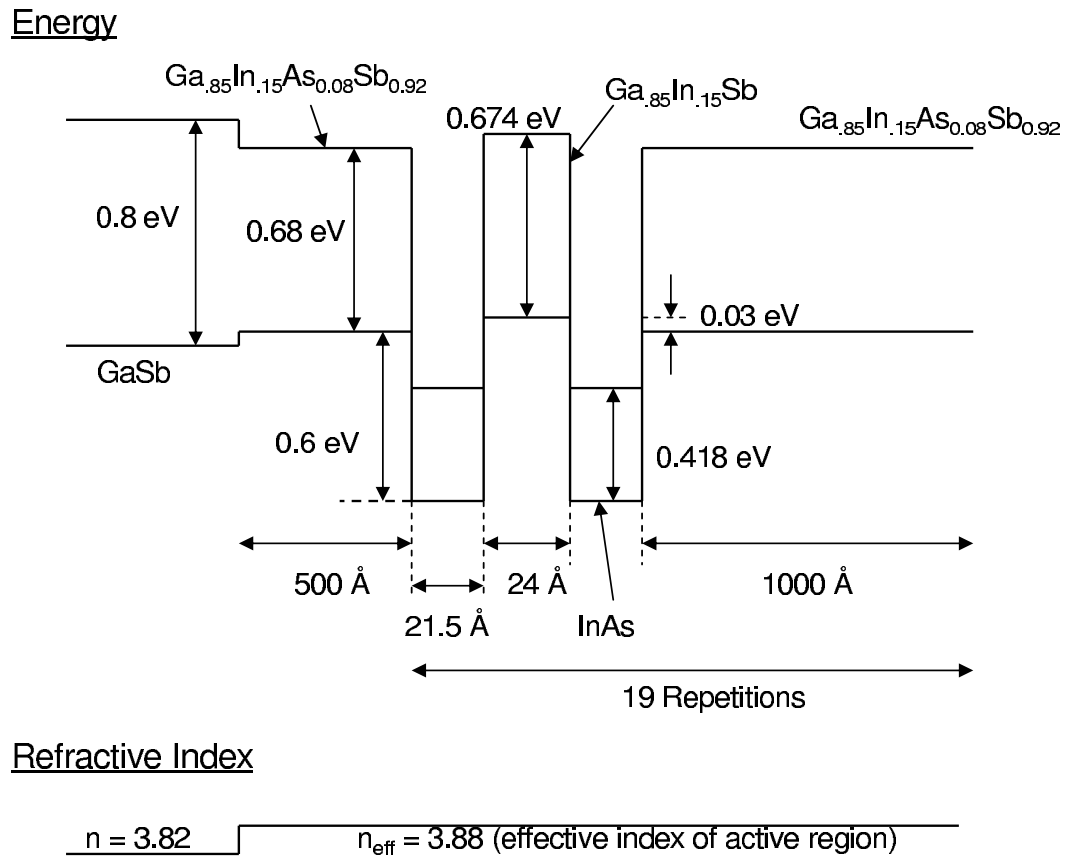 Energy
Ga.85In.15As0.08Sb0.92
Ga.85In.15Sb
0.674 eV
Ga.85In.15As0.08Sb0.92
0.8 eV
0.68 eV
0.03 eV
GaSb
0.6 eV
0.418 eV
500 Å
24 Å
1000 Å
21.5 Å
InAs
19 Repetitions
Refractive Index
n = 3.82
neff = 3.88 (effective index of active region)